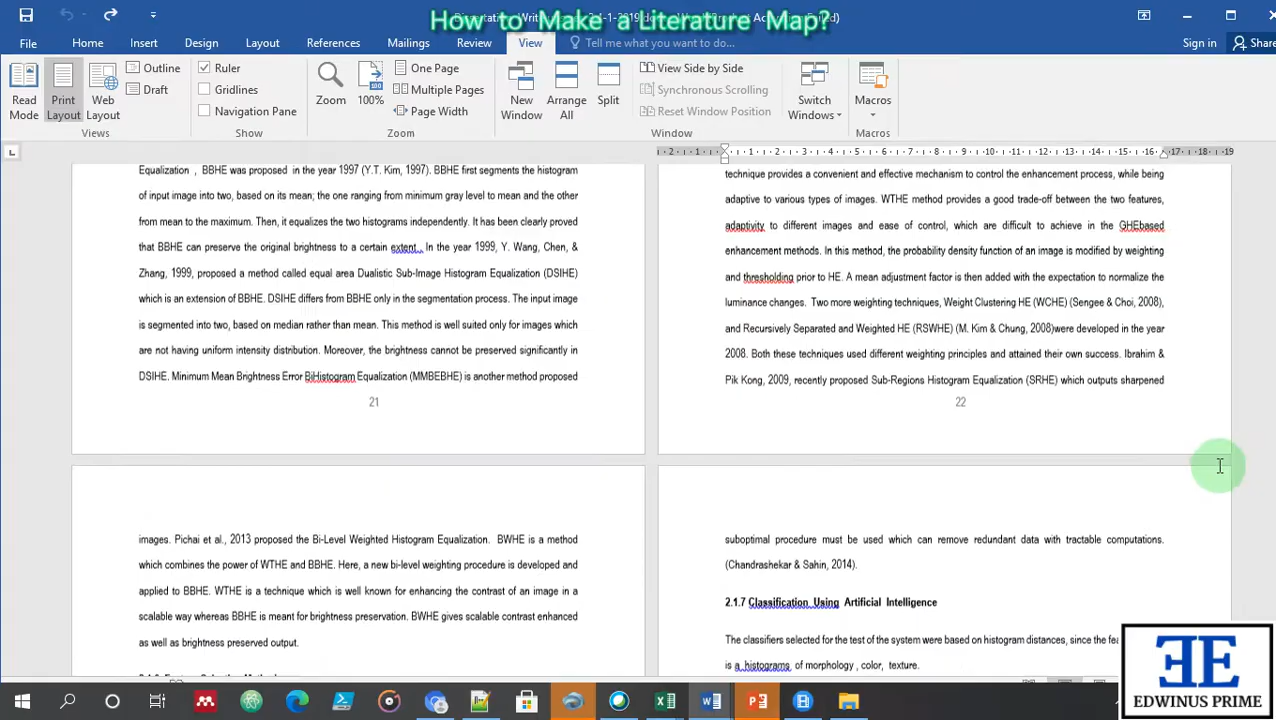 How to Make a Literature Map?
File Home Insert Design Layout References Mailings Review View Tell me what you want to do... Sign in Share
Read Mode
Print Layout
Web Layout
Outline
Draft
Views
Ruler
Gridlines
Navigation Pane
Show
Zoom
100%
One Page
Multiple Pages
Page Width
Zoom
New Window
Arrange All
Split
View Side by Side
Synchronous Scrolling
Reset Window Position
Window
Switch Windows
Macros
Macros
2 1 1 2 3 4 5 6 7 8 9 10 11 12 13 14 15 16 17 18 19
Equalization , BBHE was proposed in the year 1997 (Y.T. Kim, 1997). BBHE first segments the histogram
of input image into two, based on its mean; the one ranging from minimum gray level to mean and the other
from mean to the maximum. Then, it equalizes the two histograms independently. It has been clearly proved
that BBHE can preserve the original brightness to a certain extent.. In the year 1999, Y. Wang, Chen, &
Zhang, 1999, proposed a method called equal area Dualistic Sub-Image Histogram Equalization (DSIHE)
which is an extension of BBHE. DSIHE differs from BBHE only in the segmentation process. The input image
is segmented into two, based on median rather than mean. This method is well suited only for images which
are not having uniform intensity distribution. Moreover, the brightness cannot be preserved significantly in
DSIHE. Minimum Mean Brightness Error BiHistogram Equalization (MMBEBHE) is another method proposed
21
technique provides a convenient and effective mechanism to control the enhancement process, while being
adaptive to various types of images. WTHE method provides a good trade-off between the two features,
adaptivity to different images and ease of control, which are difficult to achieve in the GHEbased
enhancement methods. In this method, the probability density function of an image is modified by weighting
and thresholding prior to HE. A mean adjustment factor is then added with the expectation to normalize the
luminance changes. Two more weighting techniques, Weight Clustering HE (WCHE) (Sengee & Choi, 2008),
and Recursively Separated and Weighted HE (RSWHE) (M. Kim & Chung, 2008)were developed in the year
2008. Both these techniques used different weighting principles and attained their own success. Ibrahim &
Pik Kong, 2009, recently proposed Sub-Regions Histogram Equalization (SRHE) which outputs sharpened
22
images. Pichai et al., 2013 proposed the Bi-Level Weighted Histogram Equalization. BWHE is a method
which combines the power of WTHE and BBHE. Here, a new bi-level weighting procedure is developed and
applied to BBHE. WTHE is a technique which is well known for enhancing the contrast of an image in a
scalable way whereas BBHE is meant for brightness preservation. BWHE gives scalable contrast enhanced
as well as brightness preserved output.
suboptimal procedure must be used which can remove redundant data with tractable computations.
(Chandrashekar & Sahin, 2014).
2.1.7 Classification Using Artificial Intelligence
The classifiers selected for the test of the system were based on histogram distances, since the
is a histograms of morphology , color, texture.
EDWINUS PRIME